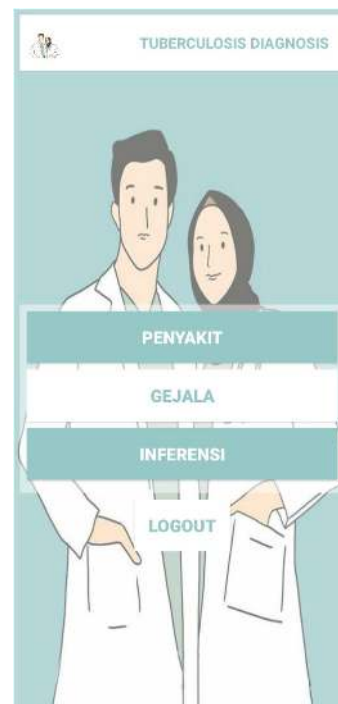 TUBERCULOSIS DIAGNOSIS
PENYAKIT
GEJALA
INFERENSI
LOGOUT